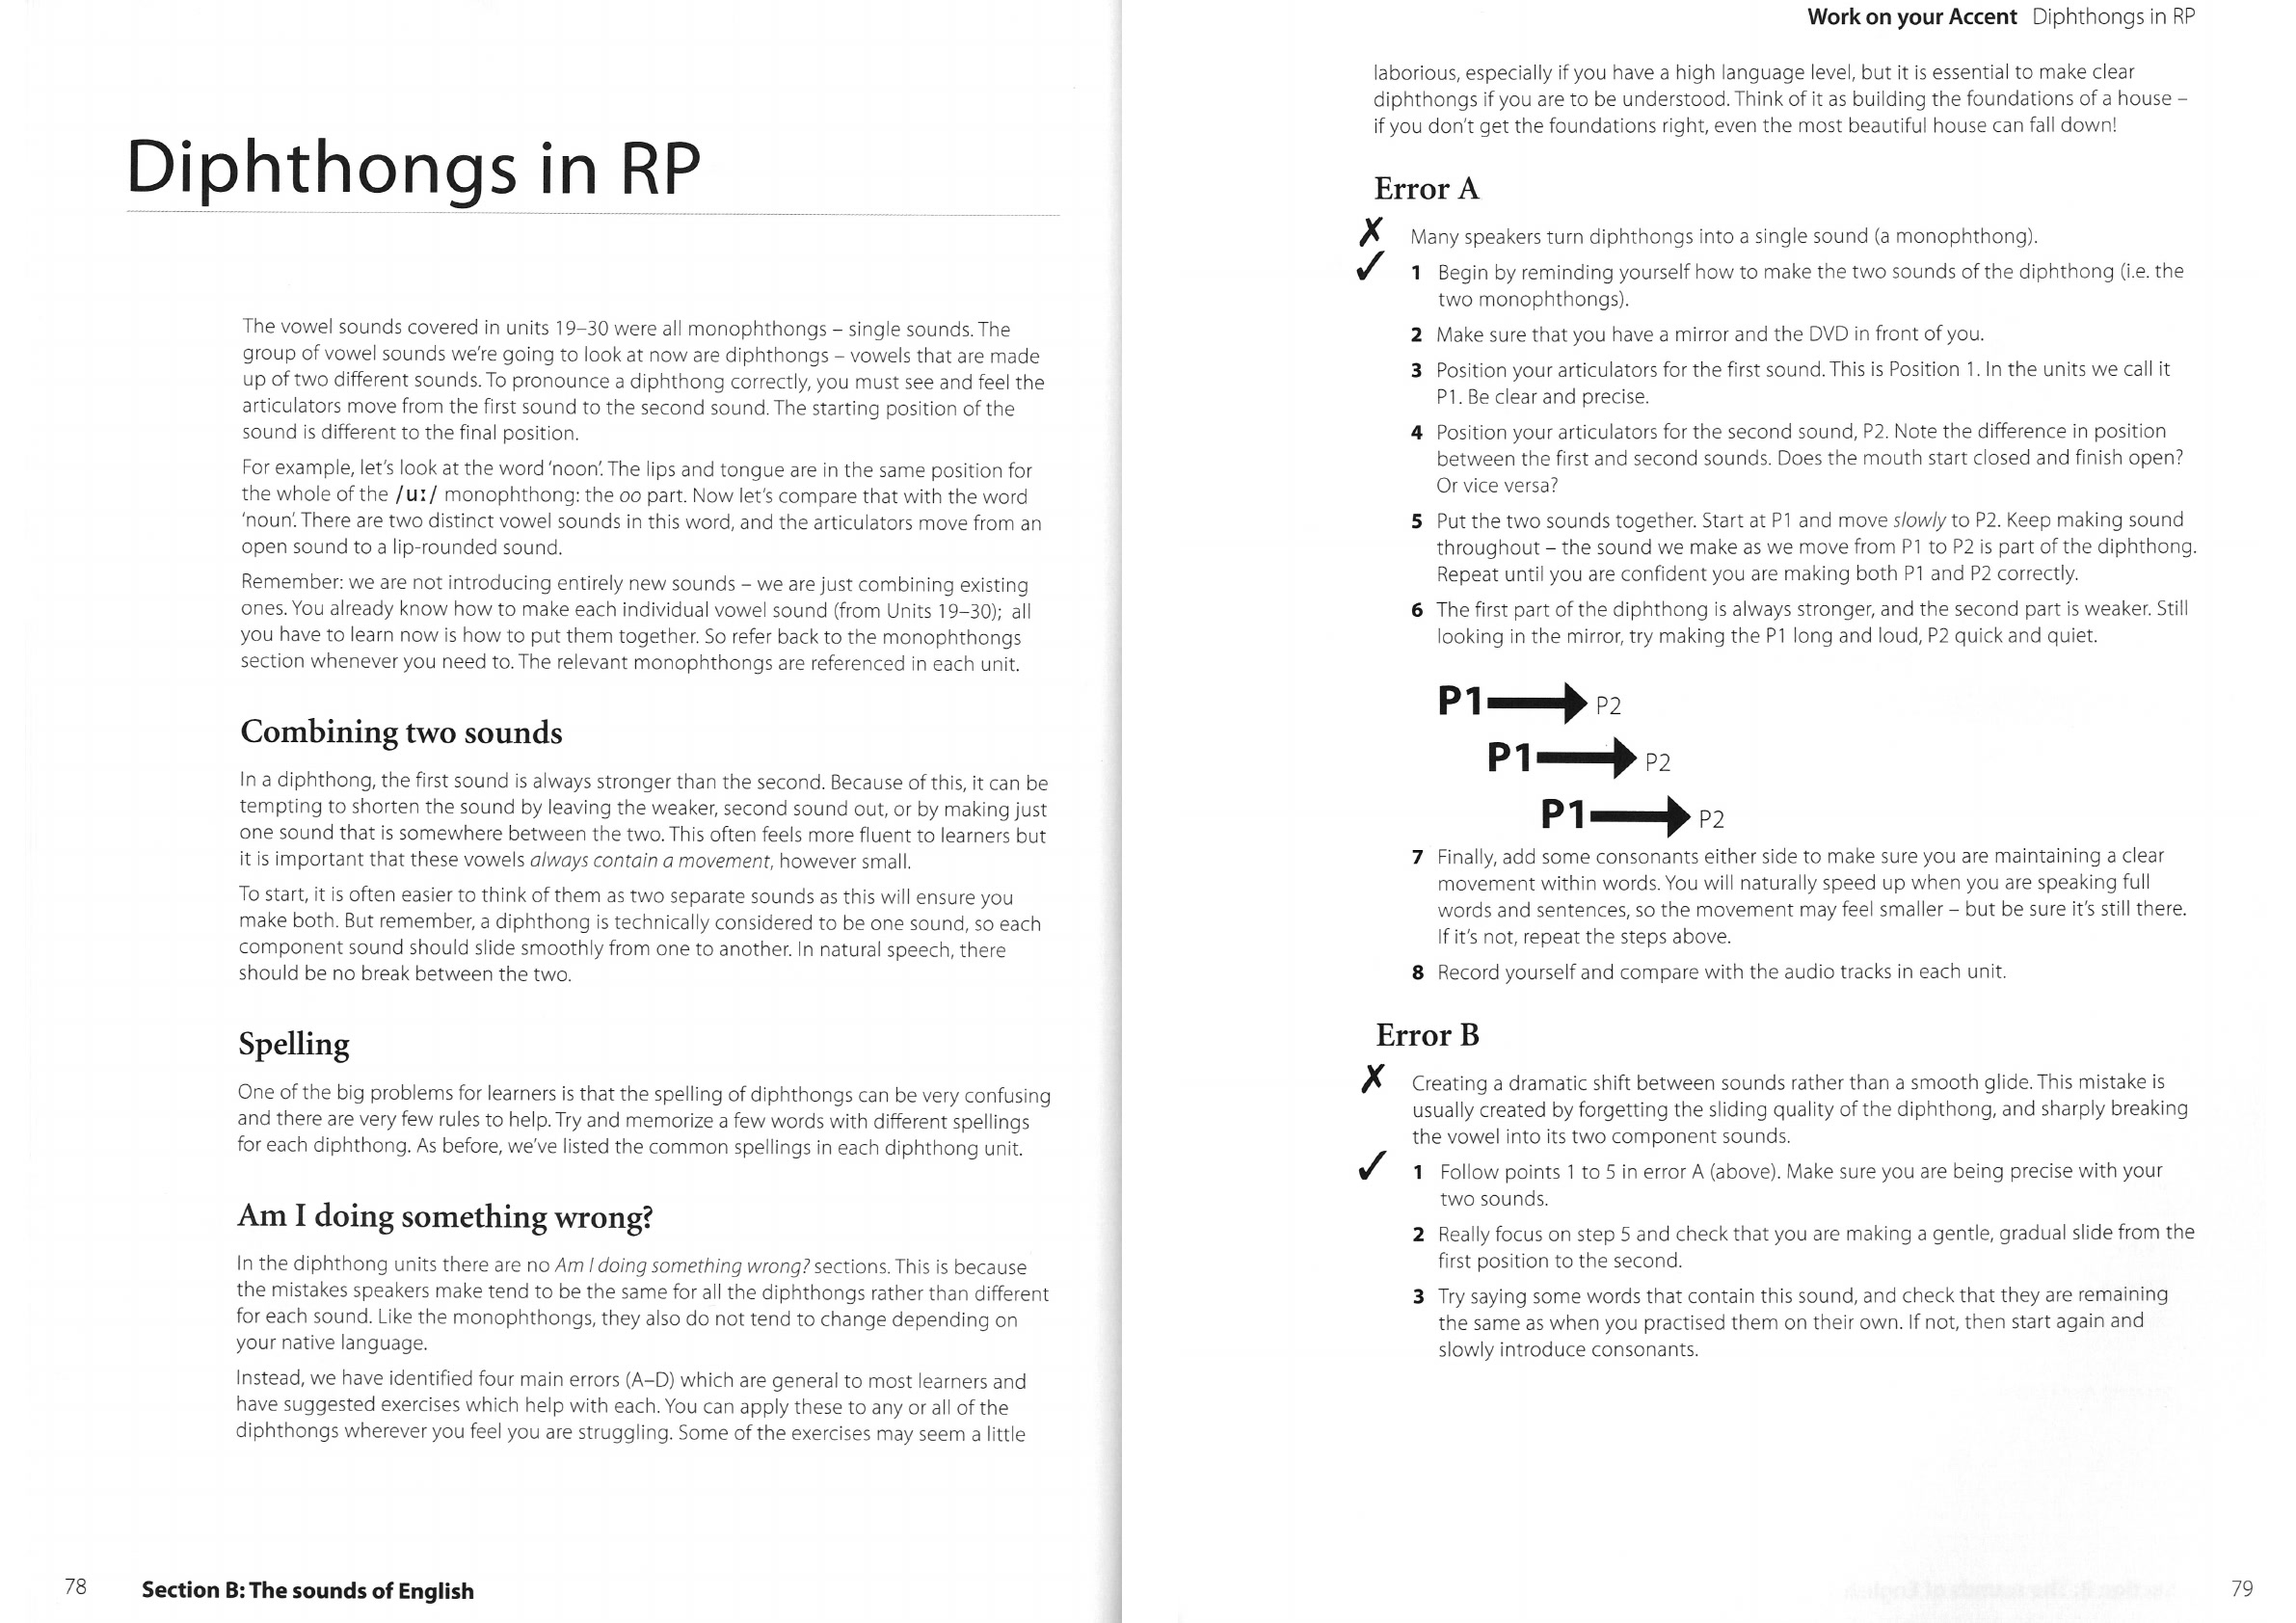 Diphthongs in RP
The vowel sounds covered in units 19–30 were all monophthongs – single sounds. The
group of vowel sounds we're going to look at now are diphthongs – vowels that are made
up of two different sounds. To pronounce a diphthong correctly, you must see and feel the
articulators move from the first sound to the second sound. The starting position of the
sound is different to the final position.
For example, let's look at the word 'noon'. The lips and tongue are in the same position for
the whole of the /uː/ monophthong: the oo part. Now let's compare that with the word
'noun'. There are two distinct vowel sounds in this word, and the articulators move from an
open sound to a lip-rounded sound.
Remember: we are not introducing entirely new sounds – we are just combining existing
ones. You already know how to make each individual vowel sound (from Units 19–30); all
you have to learn now is how to put them together. So refer back to the monophthongs
section whenever you need to. The relevant monophthongs are referenced in each unit.
Combining two sounds
In a diphthong, the first sound is always stronger than the second. Because of this, it can be
tempting to shorten the sound by leaving the weaker, second sound out, or by making just
one sound that is somewhere between the two. This often feels more fluent to learners but
it is important that these vowels always contain a movement, however small.
To start, it is often easier to think of them as two separate sounds as this will ensure you
make both. But remember, a diphthong is technically considered to be one sound, so each
component sound should slide smoothly from one to another. In natural speech, there
should be no break between the two.
Spelling
One of the big problems for learners is that the spelling of diphthongs can be very confusing
and there are very few rules to help. Try and memorize a few words with different spellings
for each diphthong. As before, we've listed the common spellings in each diphthong unit.
Am I doing something wrong?
In the diphthong units there are no Am I doing something wrong? sections. This is because
the mistakes speakers make tend to be the same for all the diphthongs rather than different
for each sound. Like the monophthongs, they also do not tend to change depending on
your native language.
Instead, we have identified four main errors (A–D) which are general to most learners and
have suggested exercises which help with each. You can apply these to any or all of the
diphthongs wherever you feel you are struggling. Some of the exercises may seem a little
78 Section B: The sounds of English
Work on your Accent Diphthongs in RP
laborious, especially if you have a high language level, but it is essential to make clear
diphthongs if you are to be understood. Think of it as building the foundations of a house –
if you don't get the foundations right, even the most beautiful house can fall down!
Error A
✗ Many speakers turn diphthongs into a single sound (a monophthong).
✓ 1 Begin by reminding yourself how to make the two sounds of the diphthong (i.e. the
two monophthongs).
2 Make sure that you have a mirror and the DVD in front of you.
3 Position your articulators for the first sound. This is Position 1. In the units we call it
P1. Be clear and precise.
4 Position your articulators for the second sound, P2. Note the difference in position
between the first and second sounds. Does the mouth start closed and finish open?
Or vice versa?
5 Put the two sounds together. Start at P1 and move slowly to P2. Keep making sound
throughout – the sound we make as we move from P1 to P2 is part of the diphthong.
Repeat until you are confident you are making both P1 and P2 correctly.
6 The first part of the diphthong is always stronger, and the second part is weaker. Still
looking in the mirror, try making the P1 long and loud, P2 quick and quiet.
P1 → P2
P1 → P2
P1 → P2
7 Finally, add some consonants either side to make sure you are maintaining a clear
movement within words. You will naturally speed up when you are speaking full
words and sentences, so the movement may feel smaller – but be sure it's still there.
If it's not, repeat the steps above.
8 Record yourself and compare with the audio tracks in each unit.
Error B
✗ Creating a dramatic shift between sounds rather than a smooth glide. This mistake is
usually created by forgetting the sliding quality of the diphthong, and sharply breaking
the vowel into its two component sounds.
✓ 1 Follow points 1 to 5 in error A (above). Make sure you are being precise with your
two sounds.
2 Really focus on step 5 and check that you are making a gentle, gradual slide from the
first position to the second.
3 Try saying some words that contain this sound, and check that they are remaining
the same as when you practised them on their own. If not, then start again and
slowly introduce consonants.
79